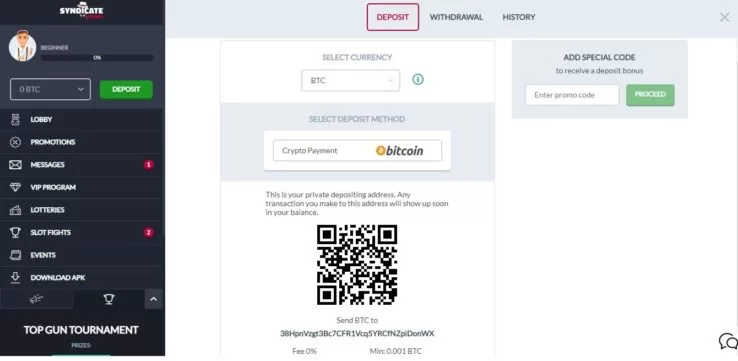 SYNDICATE
BEGINNER
0%
0 BTC
DEPOSIT
LOBBY
PROMOTIONS
MESSAGES 1
VIP PROGRAM
LOTTERIES
SLOT FIGHTS 2
EVENTS
DOWNLOAD APK
TOP GUN TOURNAMENT
PRIZES:
DEPOSIT WITHDRAWAL HISTORY
SELECT CURRENCY
BTC
SELECT DEPOSIT METHOD
Crypto Payment bitcoin
This is your private depositing address. Any
transaction you make to this address will show up soon
in your balance.
Send BTC to
38HpnVzgt3Bc7CFR1Vcq5YRCfNZpiDonWX
Fee 0% Min: 0.001 BTC
ADD SPECIAL CODE
to receive a deposit bonus
Enter promo code PROCEED